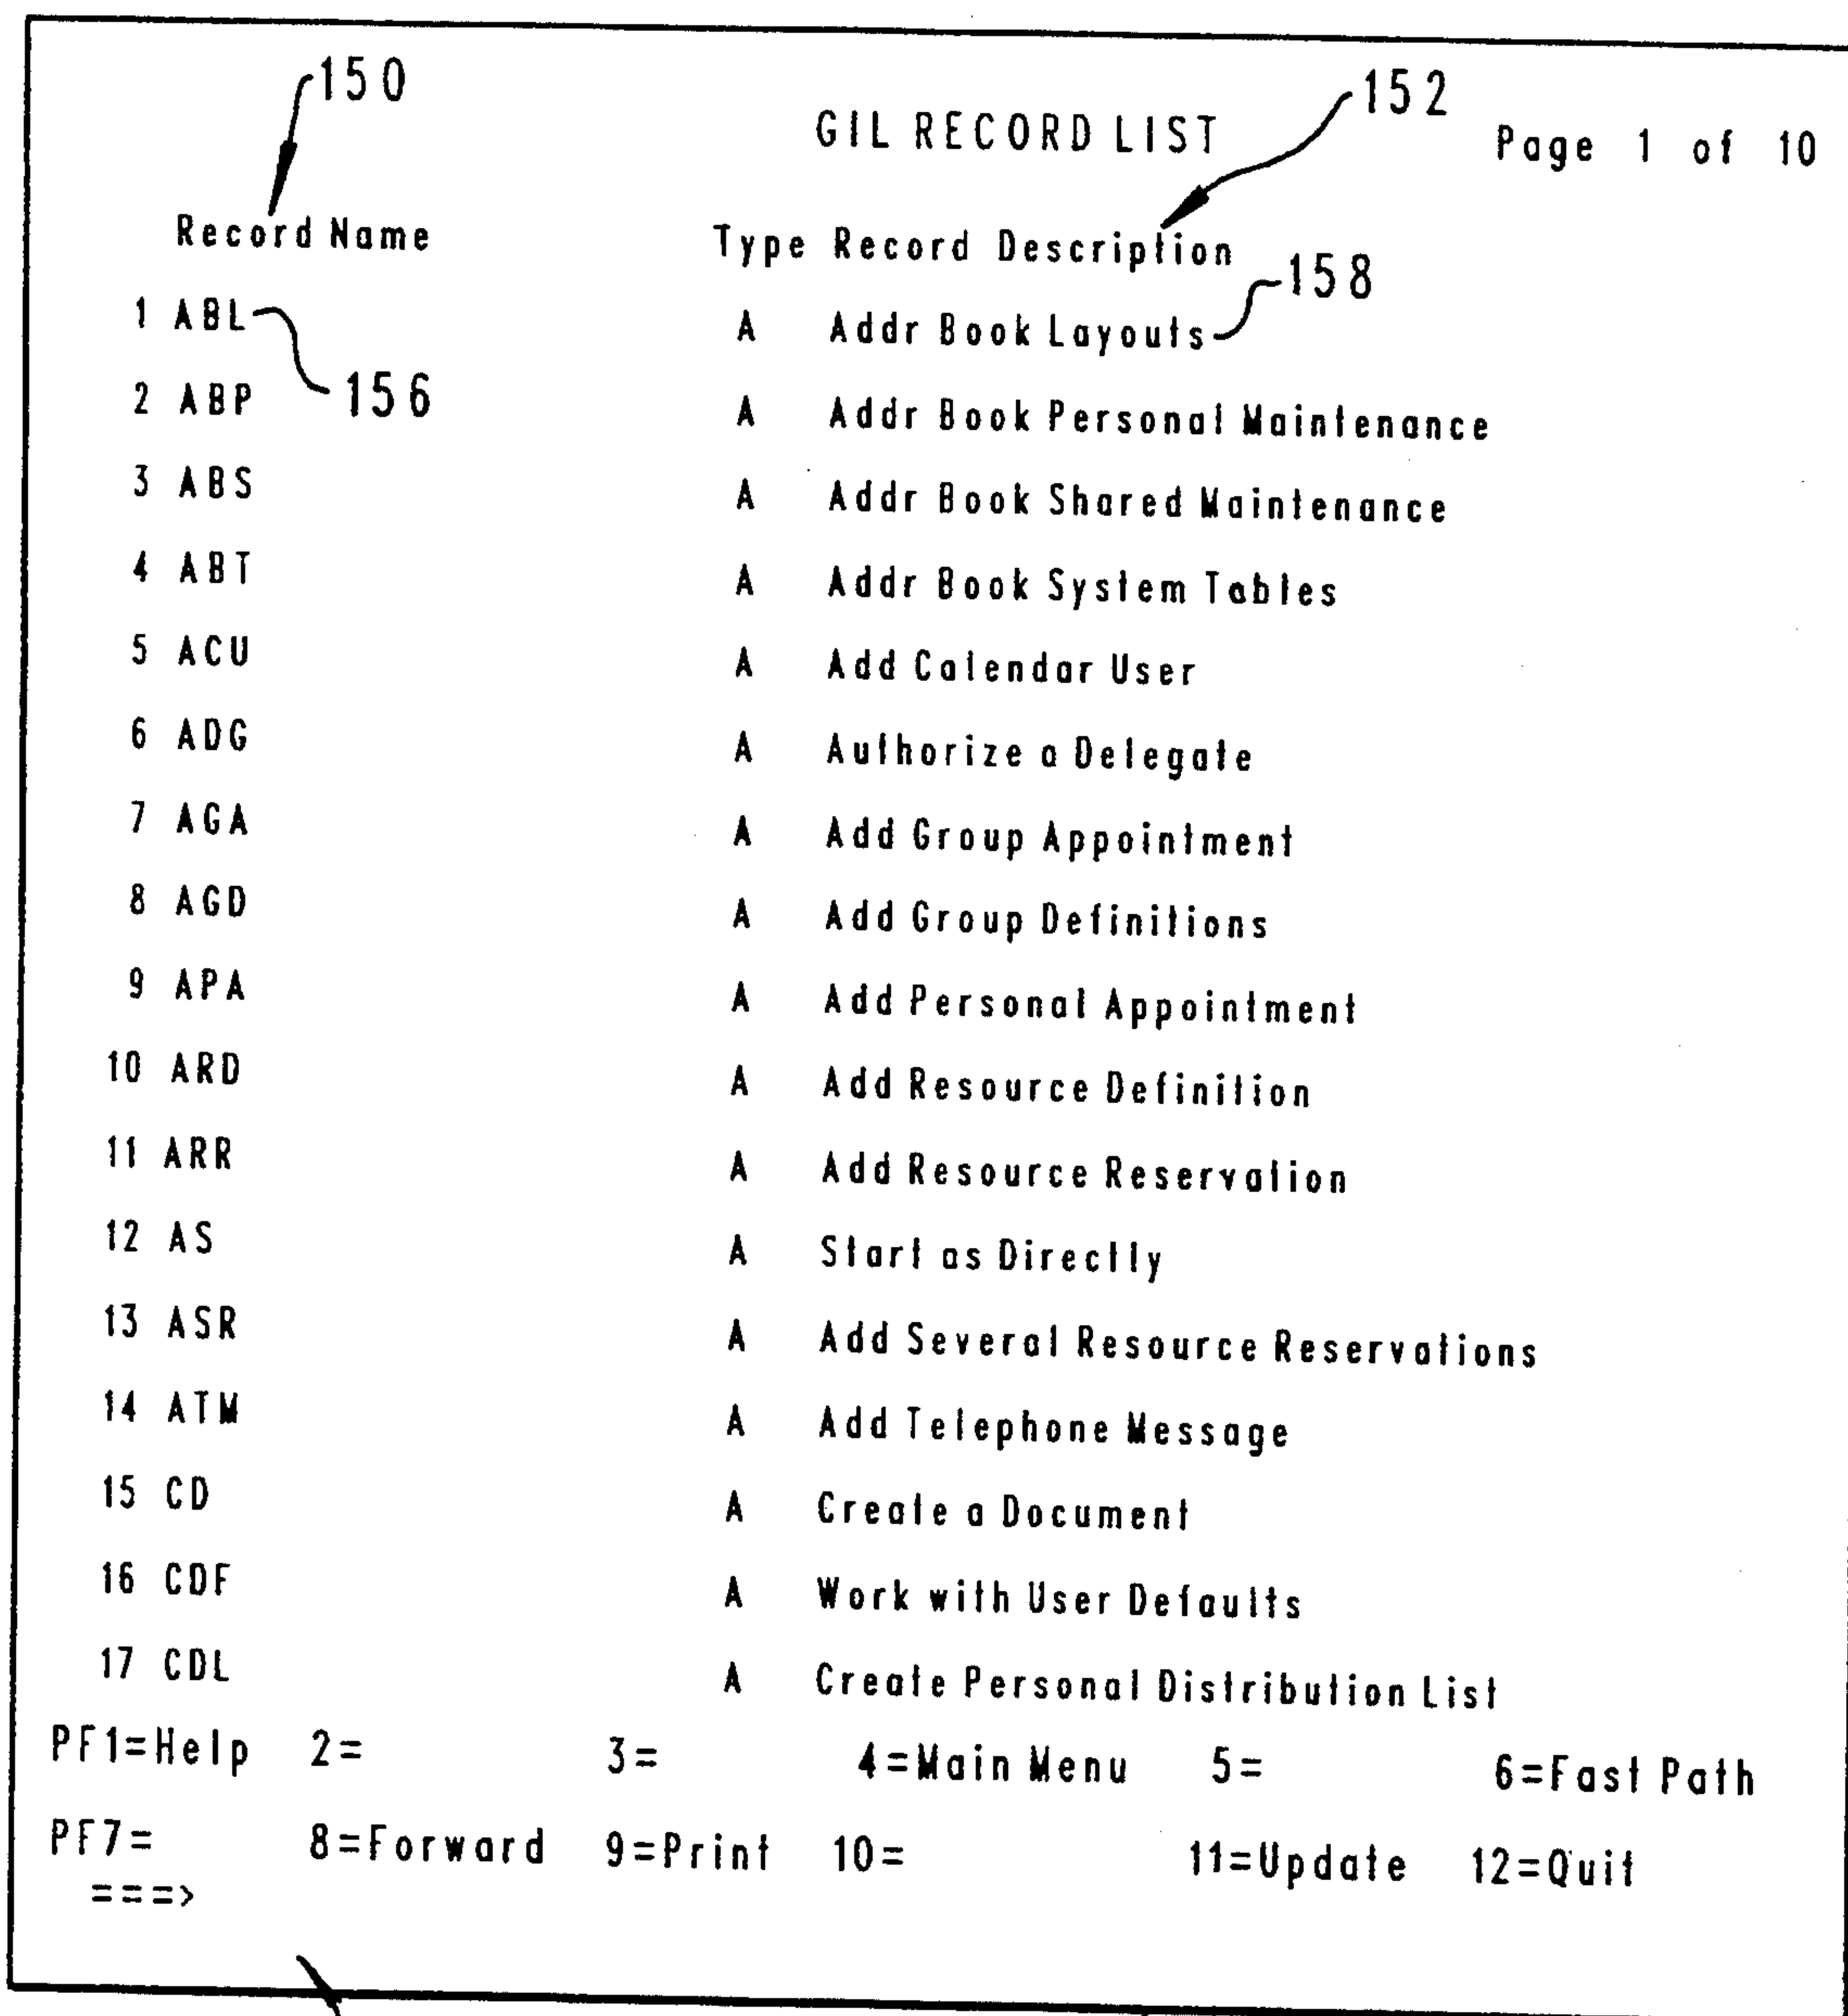 150
152
GIL RECORD LIST Page 1 of 10
Record Name Type Record Description
158
1 ABL A Addr Book Layouts
156
2 ABP A Addr Book Personal Maintenance
3 ABS A Addr Book Shared Maintenance
4 ABT A Addr Book System Tables
5 ACU A Add Calendar User
6 ADG A Authorize a Delegate
7 AGA A Add Group Appointment
8 AGD A Add Group Definitions
9 APA A Add Personal Appointment
10 ARD A Add Resource Definition
11 ARR A Add Resource Reservation
12 AS A Start as Directly
13 ASR A Add Several Resource Reservations
14 ATM A Add Telephone Message
15 CD A Create a Document
16 CDF A Work with User Defaults
17 CDL A Create Personal Distribution List
PF1=Help 2= 3= 4=Main Menu 5= 6=Fast Path
PF7= 8=Forward 9=Print 10= 11=Update 12=Quit
===>